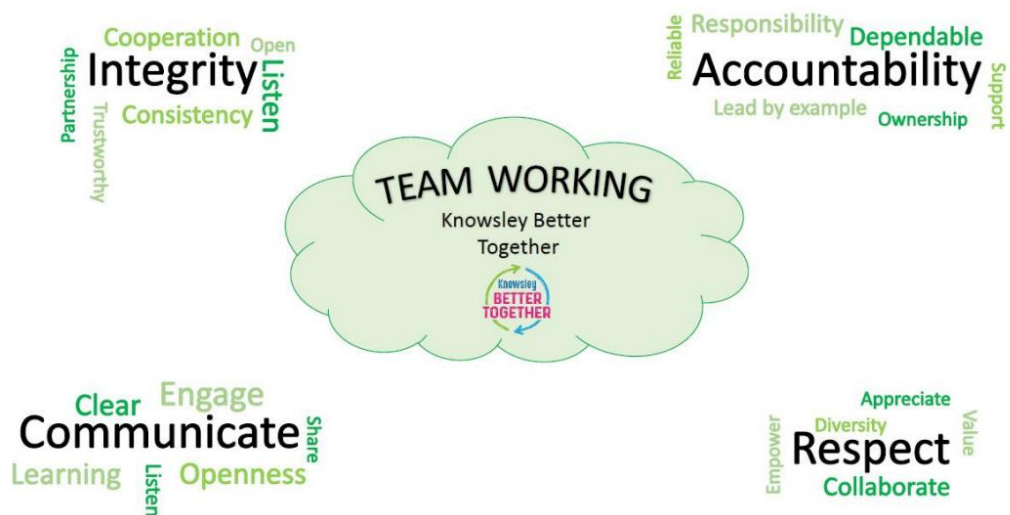 Cooperation
Open
Partnership
Integrity
Listen
Consistency
Trustworthy
Reliable
Responsibility
Dependable
Accountability
Support
Lead by example
Ownership
TEAM WORKING
Knowsley Better
Together
Knowsley
BETTER
TOGETHER
Clear
Engage
Communicate
Share
Learning
Listen
Openness
Appreciate
Empower
Diversity
Value
Respect
Collaborate